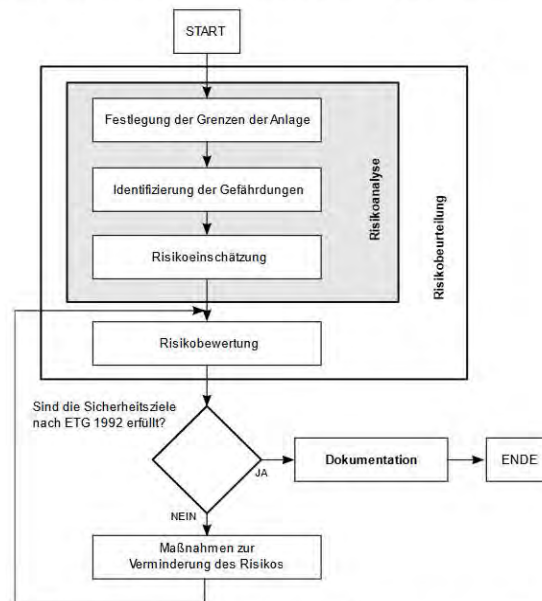 START
Festlegung der Grenzen der Anlage
Identifizierung der Gefährdungen
Risikoeinschätzung
Risikoanalyse
Risikobeurteilung
Risikobewertung
Sind die Sicherheitsziele
nach ETG 1992 erfüllt?
JA
Dokumentation
ENDE
NEIN
Maßnahmen zur
Verminderung des Risikos